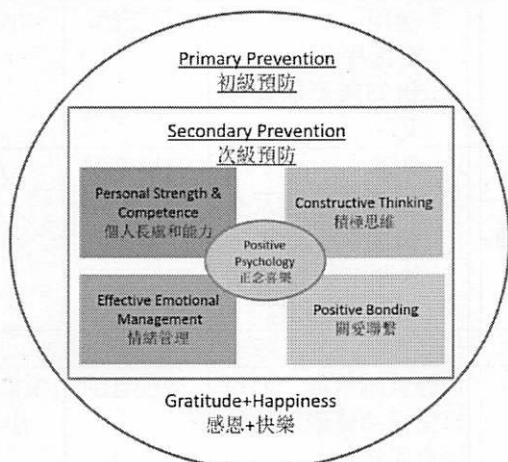 Primary Prevention
初級預防
Secondary Prevention
次級預防
Personal Strength &
Competence
個人長處和能力
Constructive Thinking
積極思維
Positive
Psychology
正念喜樂
Effective Emotional
Management
情緒管理
Positive Bonding
關愛聯繫
Gratitude+Happiness
感恩+快樂